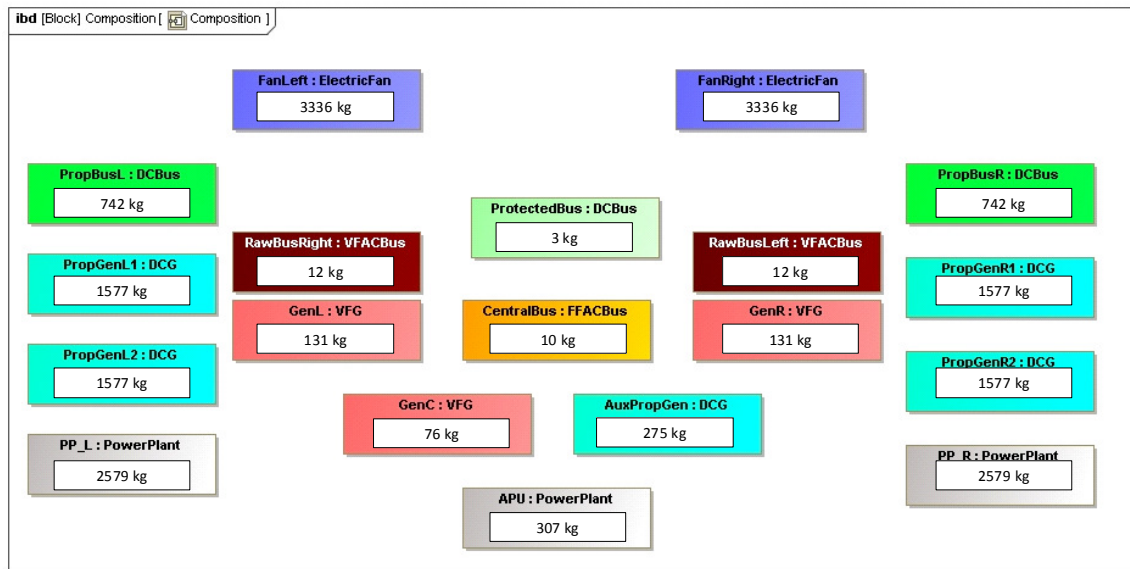 ibd [Block] Composition [ Composition ]
FanLeft : ElectricFan
3336 kg
FanRight : ElectricFan
3336 kg
PropBusL : DCBus
742 kg
PropBusR : DCBus
742 kg
ProtectedBus : DCBus
3 kg
RawBusRight : VFACBus
12 kg
RawBusLeft : VFACBus
12 kg
PropGenL1 : DCG
1577 kg
PropGenR1 : DCG
1577 kg
GenL : VFG
131 kg
CentralBus : FFACBus
10 kg
GenR : VFG
131 kg
PropGenL2 : DCG
1577 kg
PropGenR2 : DCG
1577 kg
GenC : VFG
76 kg
AuxPropGen : DCG
275 kg
PP_L : PowerPlant
2579 kg
PP_R : PowerPlant
2579 kg
APU : PowerPlant
307 kg